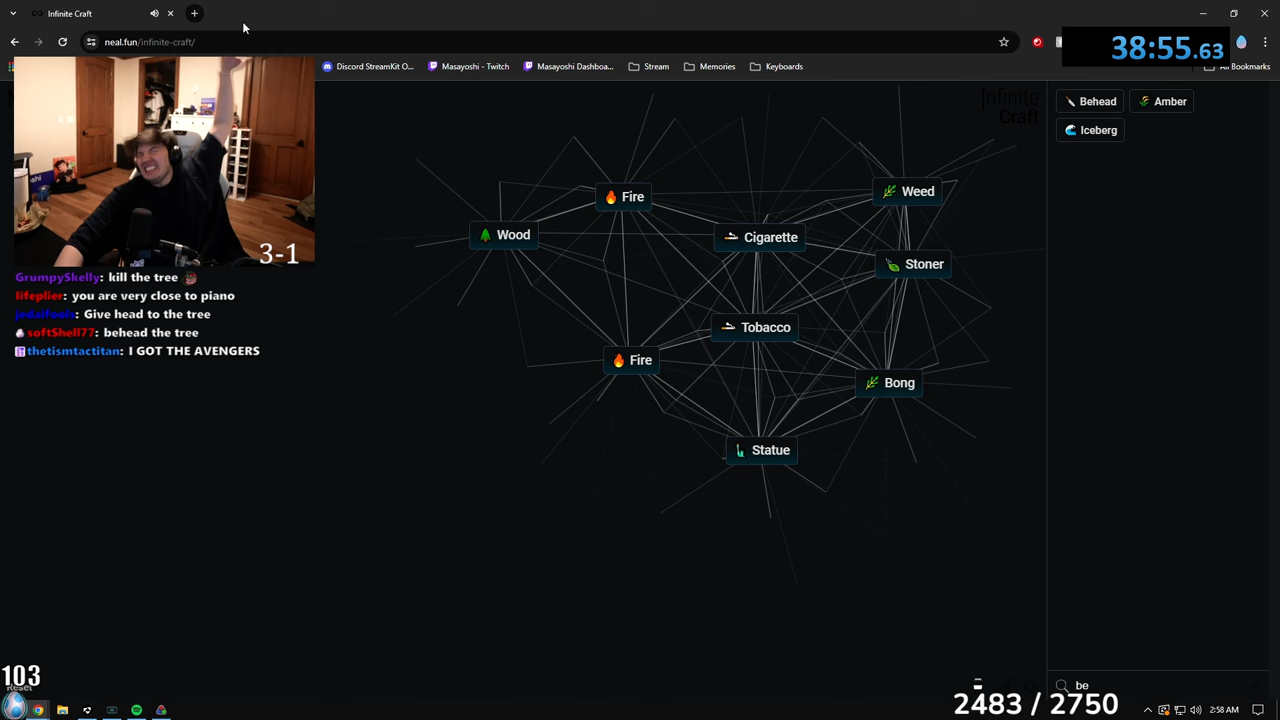 Infinite Craft
neal.fun/infinite-craft/
38:55.63
Discord StreamKit O...
Masayoshi - Twitch
Masayoshi Dashboa...
Stream
Memories
Keyboards
All Bookmarks
Infinite
Craft
Behead
Amber
Iceberg
Fire
Weed
Wood
Cigarette
Stoner
3-1
GrumpySkelly: kill the tree
lifeplier: you are very close to piano
jedaifools: Give head to the tree
softShell77: behead the tree
thetismtactitan: I GOT THE AVENGERS
Tobacco
Fire
Bong
Statue
103
Reset
be
2483 / 2750
2:58 AM